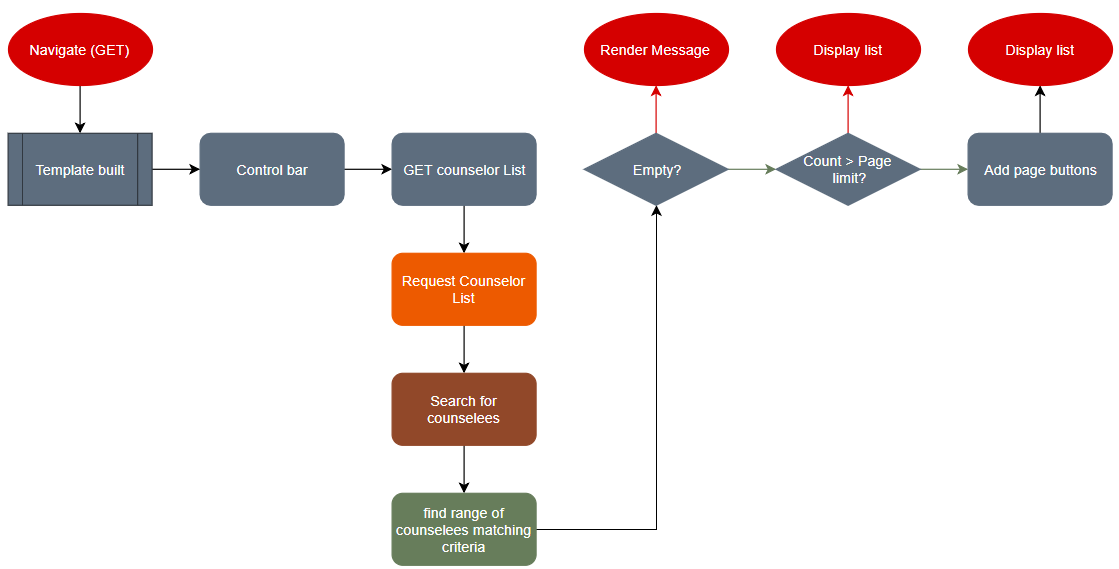 Navigate (GET)
Render Message
Display list
Display list
Template built
Control bar
GET counselor List
Empty?
Count > Page
limit?
Add page buttons
Request Counselor
List
Search for
counselees
find range of
counselees matching
criteria